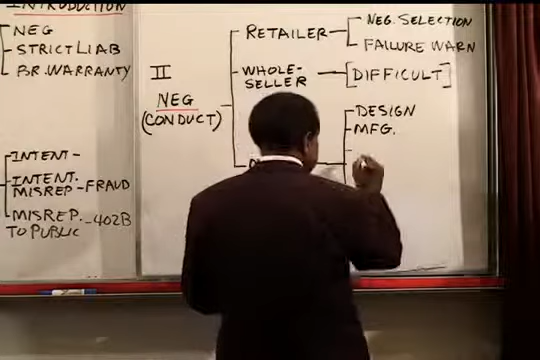 INTRODUCTION
NEG
STRICT LIAB
BR. WARRANTY
INTENT -
INTENT.
MISREP - FRAUD
MISREP. - 402B
TO PUBLIC
II
NEG
(CONDUCT)
RETAILER
NEG. SELECTION
FAILURE WARN
WHOLE-
SELLER
[DIFFICULT]
DESIGN
MFG.